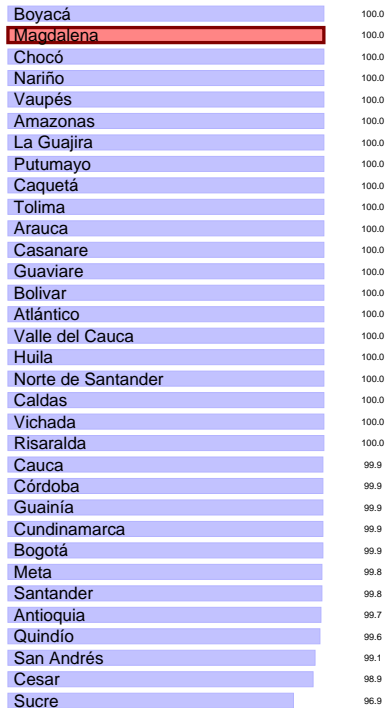 Boyacá 100.0
Magdalena 100.0
Chocó 100.0
Nariño 100.0
Vaupés 100.0
Amazonas 100.0
La Guajira 100.0
Putumayo 100.0
Caquetá 100.0
Tolima 100.0
Arauca 100.0
Casanare 100.0
Guaviare 100.0
Bolivar 100.0
Atlántico 100.0
Valle del Cauca 100.0
Huila 100.0
Norte de Santander 100.0
Caldas 100.0
Vichada 100.0
Risaralda 100.0
Cauca 99.9
Córdoba 99.9
Guainía 99.9
Cundinamarca 99.9
Bogotá 99.9
Meta 99.8
Santander 99.8
Antioquia 99.7
Quindío 99.6
San Andrés 99.1
Cesar 98.9
Sucre 96.9